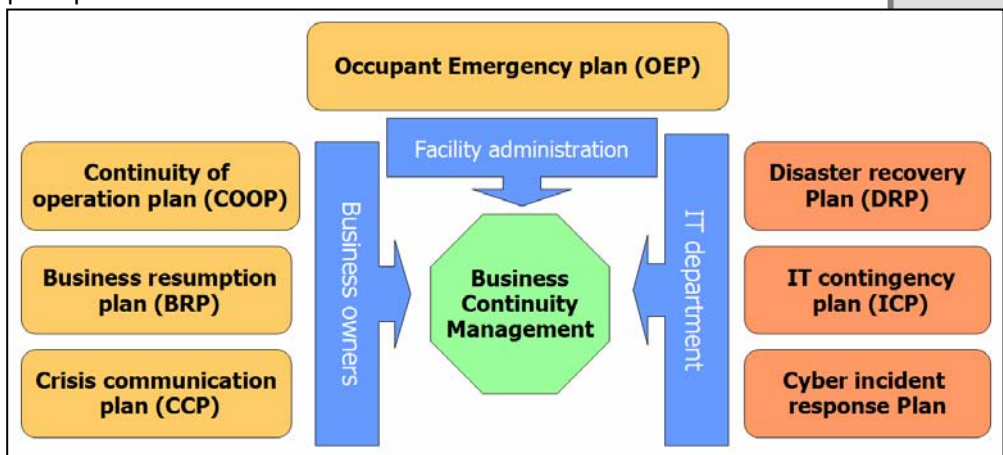 Occupant Emergency plan (OEP)
Facility administration
Continuity of
operation plan (COOP)
Business resumption
plan (BRP)
Crisis communication
plan (CCP)
Business owners
Business
Continuity
Management
IT department
Disaster recovery
Plan (DRP)
IT contingency
plan (ICP)
Cyber incident
response Plan